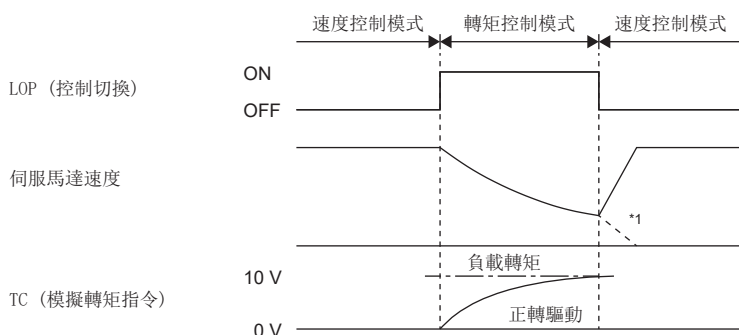 速度控制模式 轉矩控制模式 速度控制模式
LOP (控制切換)
ON
OFF
伺服馬達速度
*1
TC (模擬轉矩指令)
10 V
負載轉矩
正轉驅動
0 V